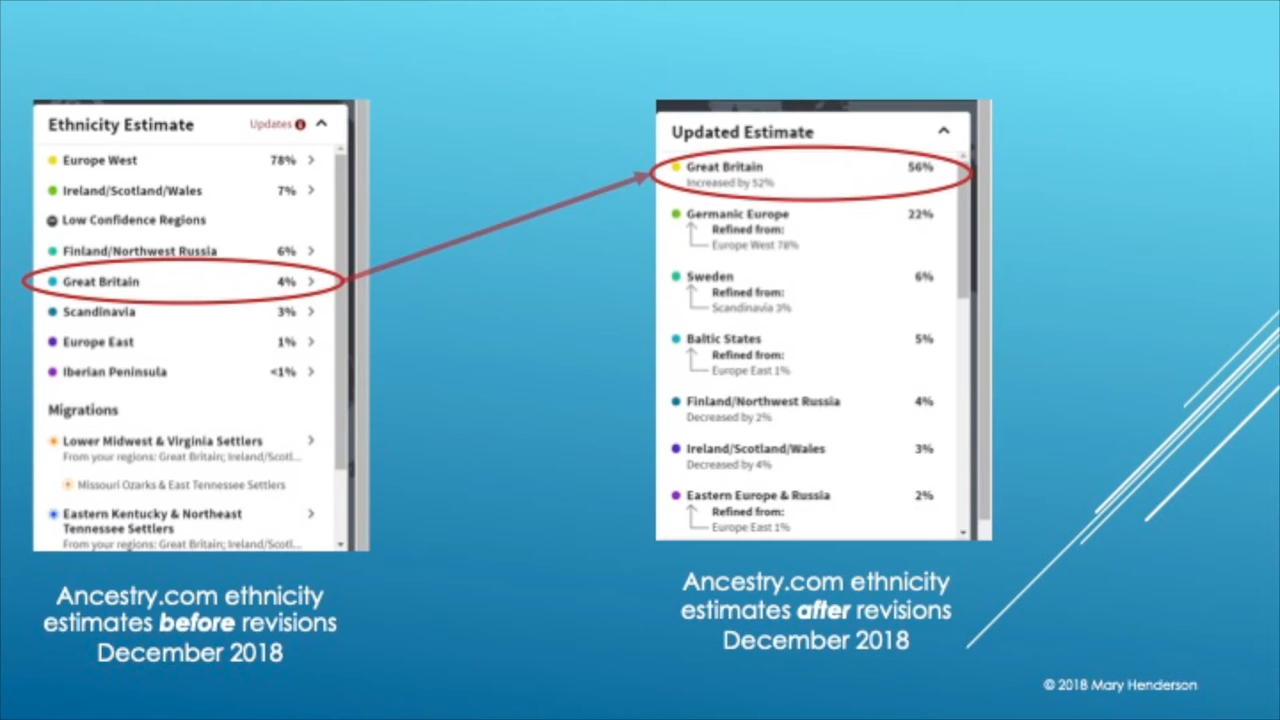 Ethnicity Estimate Updates
Europe West 78%
Ireland/Scotland/Wales 7%
Low Confidence Regions
Finland/Northwest Russia 6%
Great Britain 4%
Scandinavia 3%
Europe East 1%
Iberian Peninsula <1%
Migrations
Lower Midwest & Virginia Settlers
From your regions: Great Britain; Ireland/Scotl...
Missouri Ozarks & East Tennessee Settlers
Eastern Kentucky & Northeast
Tennessee Settlers
From your regions: Great Britain; Ireland/Scotl...
Ancestry.com ethnicity
estimates before revisions
December 2018
Updated Estimate
Great Britain 56%
Increased by 52%
Germanic Europe 22%
Refined from:
Europe West 78%
Sweden 6%
Refined from:
Scandinavia 3%
Baltic States 5%
Refined from:
Europe East 1%
Finland/Northwest Russia 4%
Decreased by 2%
Ireland/Scotland/Wales 3%
Decreased by 4%
Eastern Europe & Russia 2%
Refined from:
Europe East 1%
Ancestry.com ethnicity
estimates after revisions
December 2018
© 2018 Mary Henderson